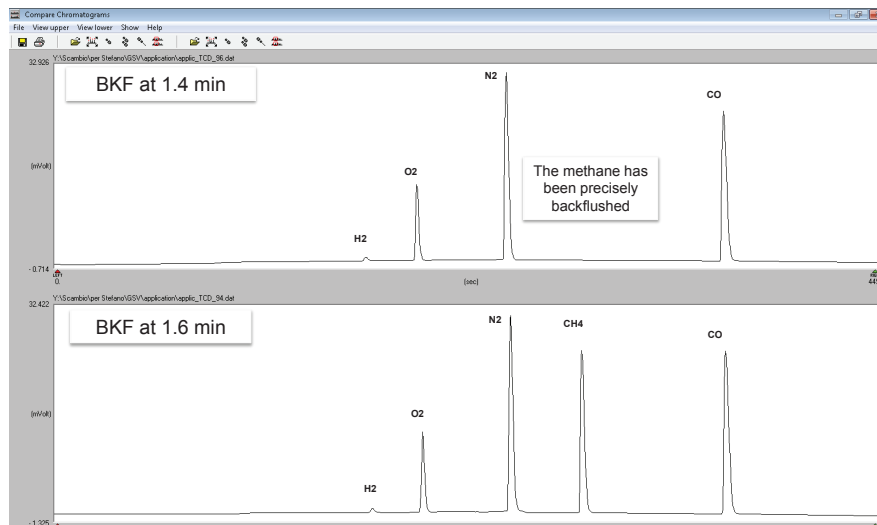 Compare Chromatograms
File View upper View lower Show Help
Y:\Scambio\per Stefano\GSV\application\applic_TCD_96.dat
32.926
BKF at 1.4 min
N2
CO
(mVolt)
O2
The methane has
been precisely
backflushed
H2
-0.714
LEFT
0.
(sec)
Y:\Scambio\per Stefano\GSV\application\applic_TCD_94.dat
32.422
BKF at 1.6 min
N2
CH4
CO
(mVolt)
O2
H2
-1.325